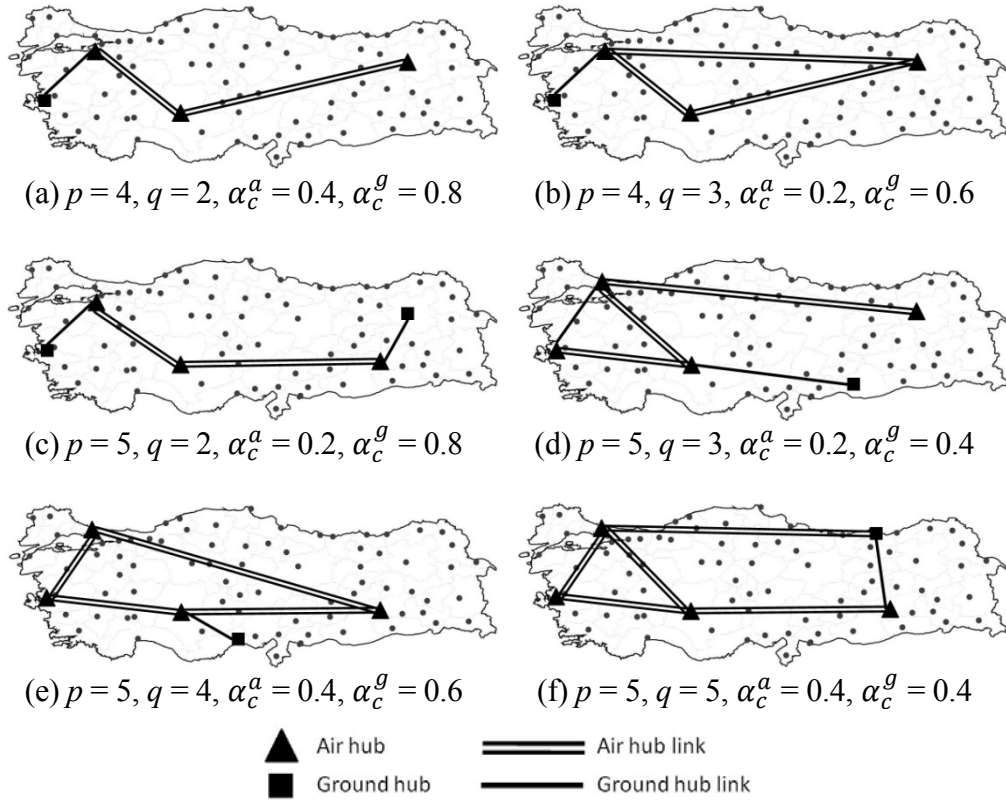 (a) p = 4, q = 2, α_c^a = 0.4, α_c^g = 0.8
(b) p = 4, q = 3, α_c^a = 0.2, α_c^g = 0.6
(c) p = 5, q = 2, α_c^a = 0.2, α_c^g = 0.8
(d) p = 5, q = 3, α_c^a = 0.2, α_c^g = 0.4
(e) p = 5, q = 4, α_c^a = 0.4, α_c^g = 0.6
(f) p = 5, q = 5, α_c^a = 0.4, α_c^g = 0.4
Air hub
Air hub link
Ground hub
Ground hub link